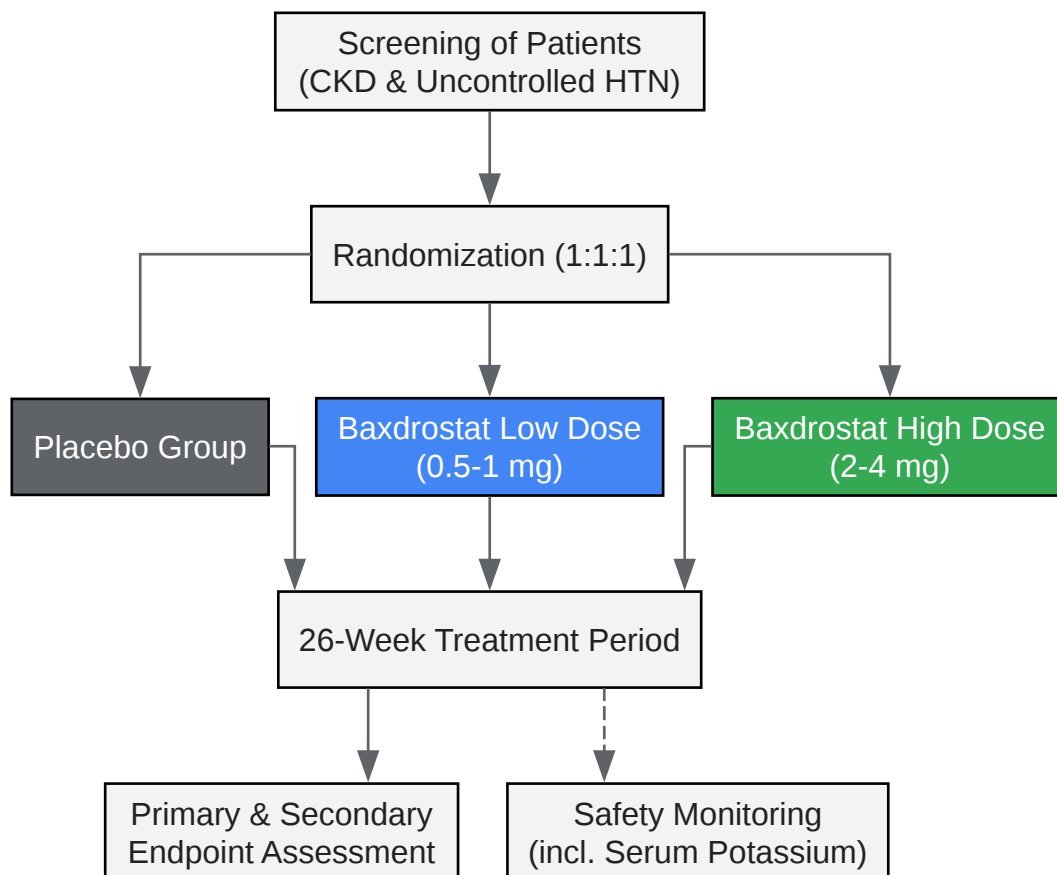 Screening of Patients
(CKD & Uncontrolled HTN)
Randomization (1:1:1)
Placebo Group
Baxdrostat Low Dose
(0.5-1 mg)
Baxdrostat High Dose
(2-4 mg)
26-Week Treatment Period
Primary & Secondary
Endpoint Assessment
Safety Monitoring
(incl. Serum Potassium)